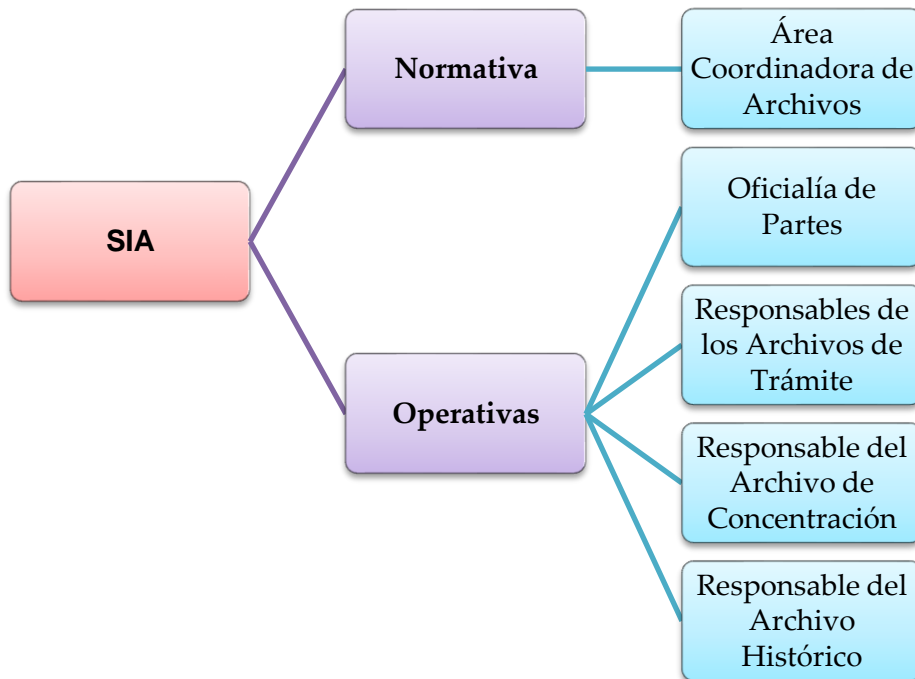 SIA
Normativa
Área
Coordinadora de
Archivos
Operativas
Oficialía de
Partes
Responsables de
los Archivos de
Trámite
Responsable del
Archivo de
Concentración
Responsable del
Archivo
Histórico